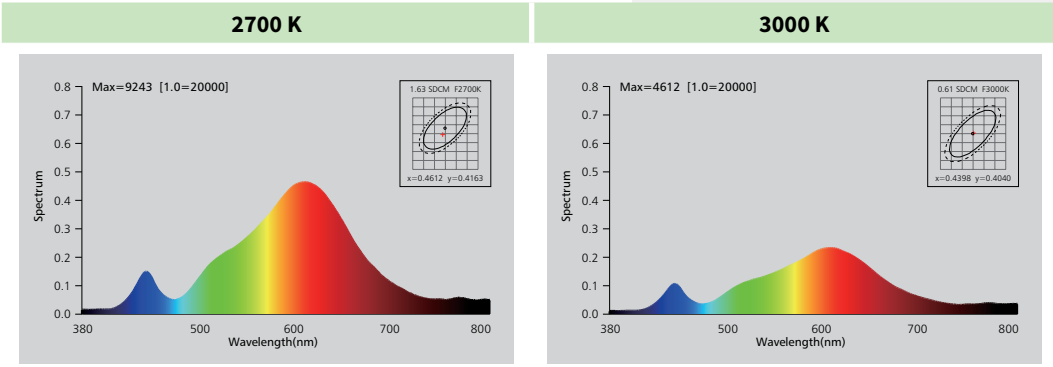 2700 K
Max=9243 [1.0=20000]
1.63 SDCM F2700K
x=0.4612 y=0.4163
Spectrum
0.8
0.7
0.6
0.5
0.4
0.3
0.2
0.1
0.0
380 500 600 700 800
Wavelength(nm)
3000 K
Max=4612 [1.0=20000]
0.61 SDCM F3000K
x=0.4398 y=0.4040
Spectrum
0.8
0.7
0.6
0.5
0.4
0.3
0.2
0.1
0.0
380 500 600 700 800
Wavelength(nm)